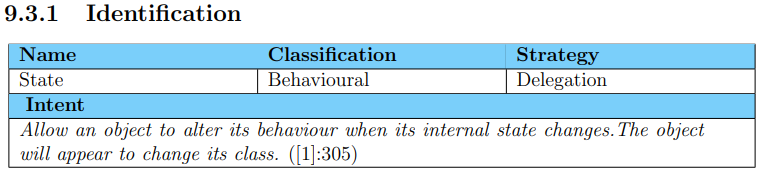 9.3.1 Identification
Name Classification Strategy
State Behavioural Delegation
Intent
Allow an object to alter its behaviour when its internal state changes.The object
will appear to change its class. ([1]:305)